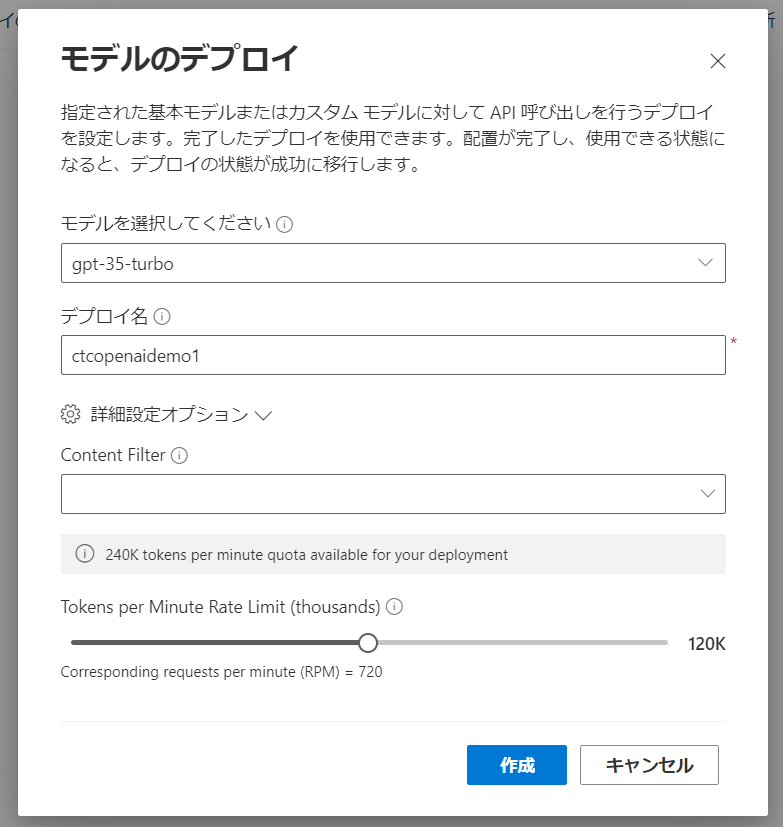 モデルのデプロイ
指定された基本モデルまたはカスタム モデルに対して API 呼び出しを行うデプロイ
を設定します。完了したデプロイを使用できます。配置が完了し、使用できる状態に
なると、デプロイの状態が成功に移行します。
モデルを選択してください
gpt-35-turbo
デプロイ名
ctcopenaidemo1
*
詳細設定オプション
Content Filter
240K tokens per minute quota available for your deployment
Tokens per Minute Rate Limit (thousands)
120K
Corresponding requests per minute (RPM) = 720
作成
キャンセル